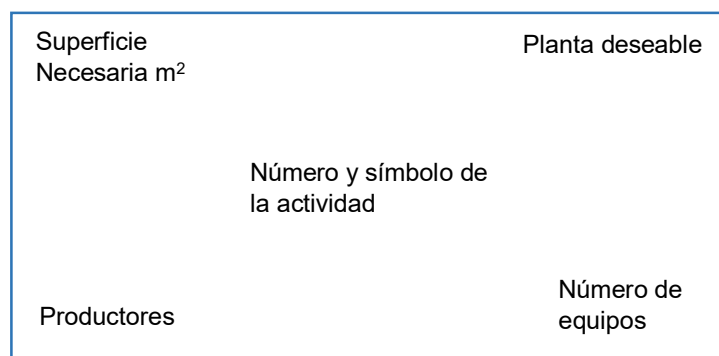 Superficie
Necesaria m²
Planta deseable
Número y símbolo de
la actividad
Productores
Número de
equipos